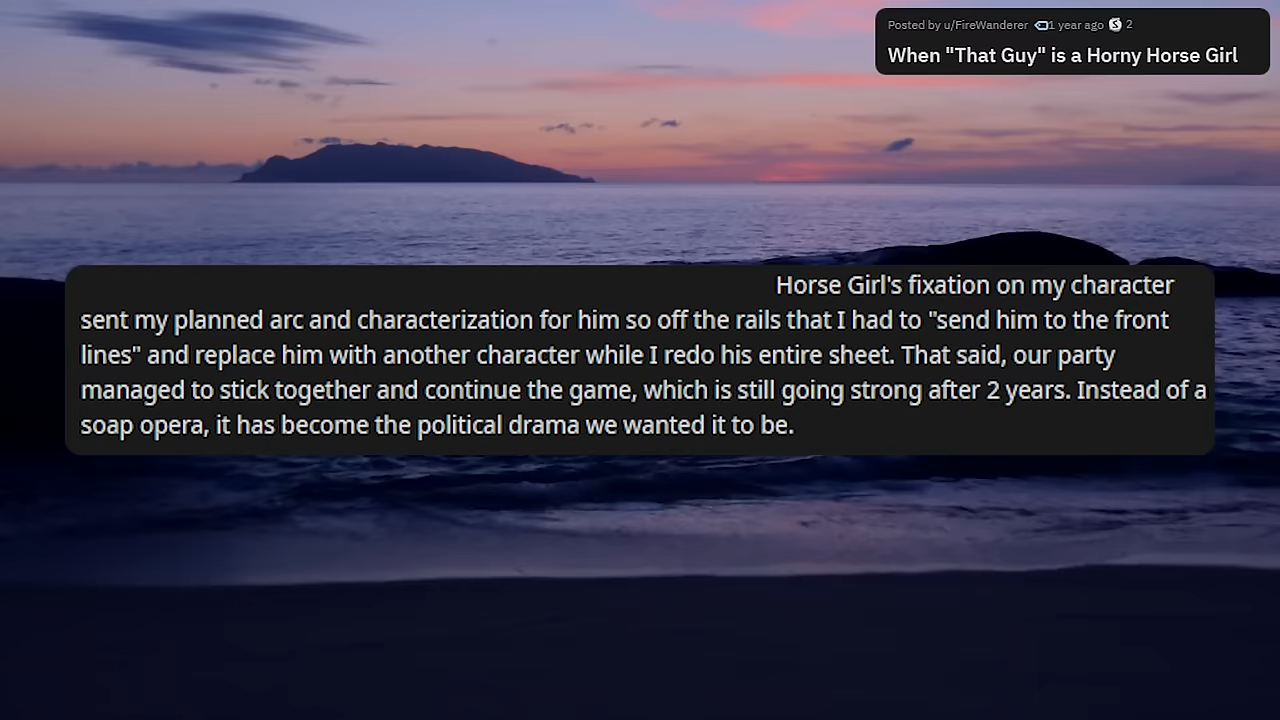 Posted by u/FireWanderer 1 year ago S 2
When "That Guy" is a Horny Horse Girl
Horse Girl's fixation on my character
sent my planned arc and characterization for him so off the rails that I had to "send him to the front
lines" and replace him with another character while I redo his entire sheet. That said, our party
managed to stick together and continue the game, which is still going strong after 2 years. Instead of a
soap opera, it has become the political drama we wanted it to be.